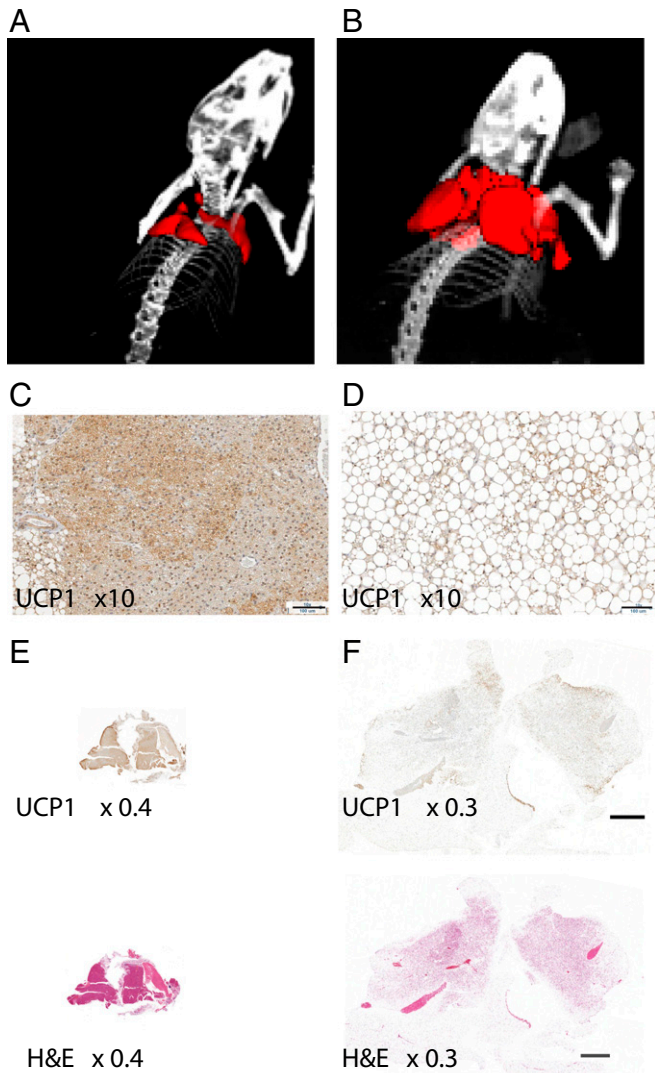 A B
C D
UCP1 x10 UCP1 x10
E F
UCP1 x 0.4 UCP1 x 0.3
H&E x 0.4 H&E x 0.3